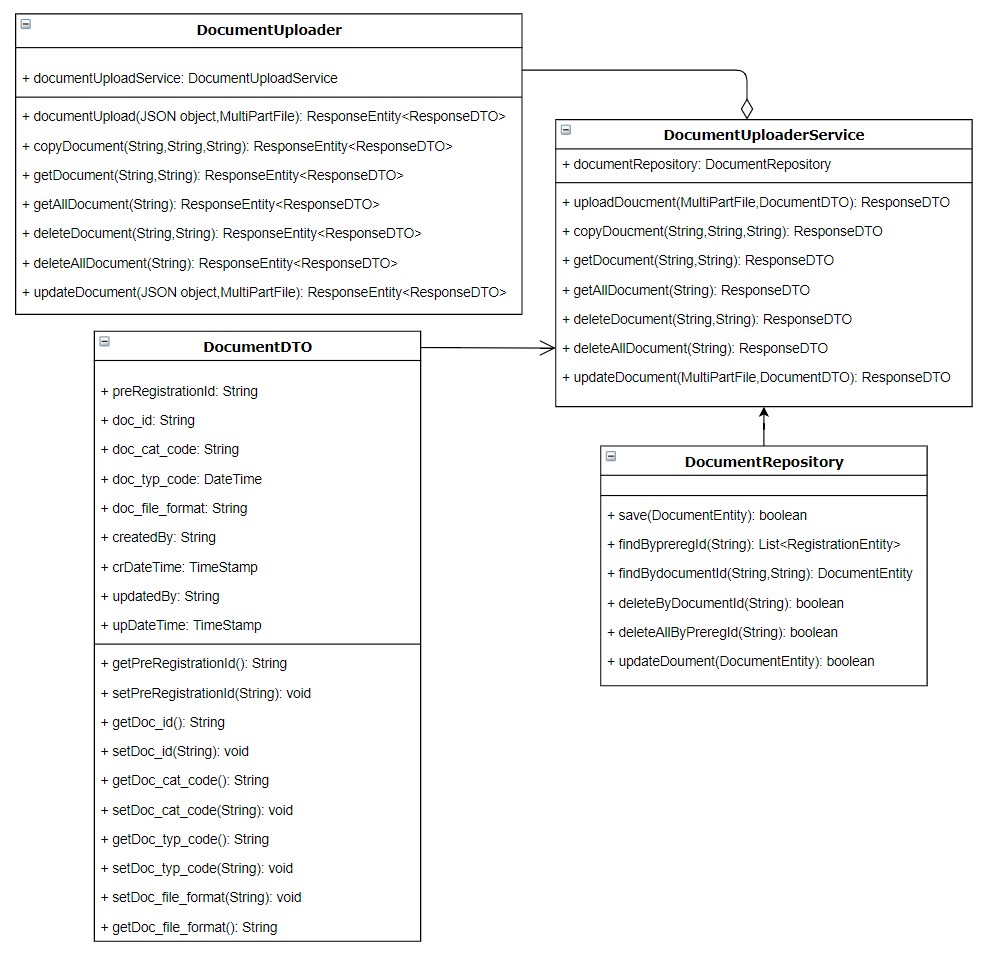 DocumentUploader
+ documentUploadService: DocumentUploadService
+ documentUpload(JSON object,MultiPartFile): ResponseEntity<ResponseDTO>
+ copyDocument(String,String,String): ResponseEntity<ResponseDTO>
+ getDocument(String,String): ResponseEntity<ResponseDTO>
+ getAllDocument(String): ResponseEntity<ResponseDTO>
+ deleteDocument(String,String): ResponseEntity<ResponseDTO>
+ deleteAllDocument(String): ResponseEntity<ResponseDTO>
+ updateDocument(JSON object,MultiPartFile): ResponseEntity<ResponseDTO>
DocumentUploaderService
+ documentRepository: DocumentRepository
+ uploadDoucment(MultiPartFile,DocumentDTO): ResponseDTO
+ copyDoucment(String,String,String): ResponseDTO
+ getDocument(String,String): ResponseDTO
+ getAllDocument(String): ResponseDTO
+ deleteDocument(String,String): ResponseDTO
+ deleteAllDocument(String): ResponseDTO
+ updateDocument(MultiPartFile,DocumentDTO): ResponseDTO
DocumentDTO
+ preRegistrationId: String
+ doc_id: String
+ doc_cat_code: String
+ doc_typ_code: DateTime
+ doc_file_format: String
+ createdBy: String
+ crDateTime: TimeStamp
+ updatedBy: String
+ upDateTime: TimeStamp
+ getPreRegistrationId(): String
+ setPreRegistrationId(String): void
+ getDoc_id(): String
+ setDoc_id(String): void
+ getDoc_cat_code(): String
+ setDoc_cat_code(String): void
+ getDoc_typ_code(): String
+ setDoc_typ_code(String): void
+ setDoc_file_format(String): void
+ getDoc_file_format(): String
DocumentRepository
+ save(DocumentEntity): boolean
+ findBypreregId(String): List<RegistrationEntity>
+ findBydocumentId(String,String): DocumentEntity
+ deleteByDocumentId(String): boolean
+ deleteAllByPreregId(String): boolean
+ updateDoument(DocumentEntity): boolean